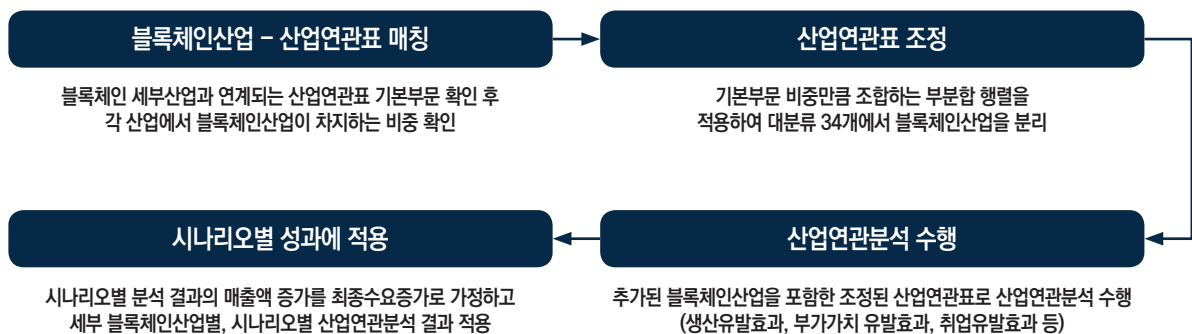 블록체인산업 – 산업연관표 매칭
블록체인 세부산업과 연계되는 산업연관표 기본부문 확인 후
각 산업에서 블록체인산업이 차지하는 비중 확인
산업연관표 조정
기본부문 비중만큼 조합하는 부분합 행렬을
적용하여 대분류 34개에서 블록체인산업을 분리
산업연관분석 수행
추가된 블록체인산업을 포함한 조정된 산업연관표로 산업연관분석 수행
(생산유발효과, 부가가치 유발효과, 취업유발효과 등)
시나리오별 성과에 적용
시나리오별 분석 결과의 매출액 증가를 최종수요증가로 가정하고
세부 블록체인산업별, 시나리오별 산업연관분석 결과 적용